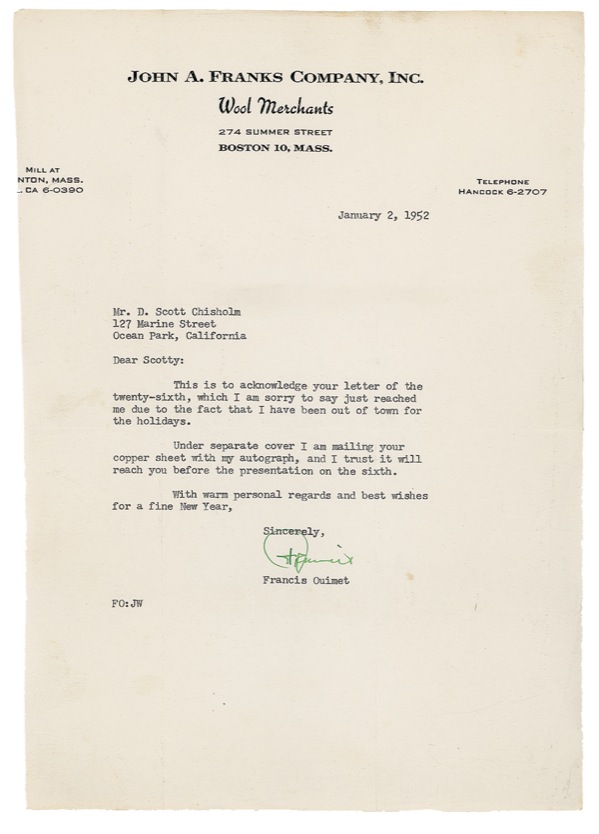 JOHN A. FRANKS COMPANY, INC.
Wool Merchants
274 SUMMER STREET
BOSTON 10, MASS.
MILL AT
NTON, MASS.
. CA 6-0390
TELEPHONE
HANCOCK 6-2707
January 2, 1952
Mr. D. Scott Chisholm
127 Marine Street
Ocean Park, California
Dear Scotty:
This is to acknowledge your letter of the
twenty-sixth, which I am sorry to say just reached
me due to the fact that I have been out of town for
the holidays.
Under separate cover I am mailing your
copper sheet with my autograph, and I trust it will
reach you before the presentation on the sixth.
With warm personal regards and best wishes
for a fine New Year,
Sincerely,
Francis Ouimet
FO:JW